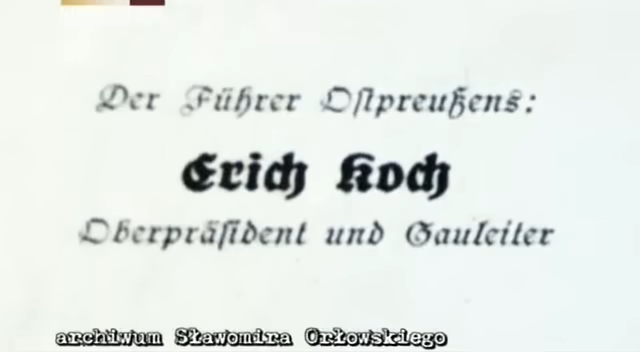 Der Führer Ostpreußens:
Erich Koch
Oberpräsident und Gauleiter
archiwum Sławomira Orłowskiego